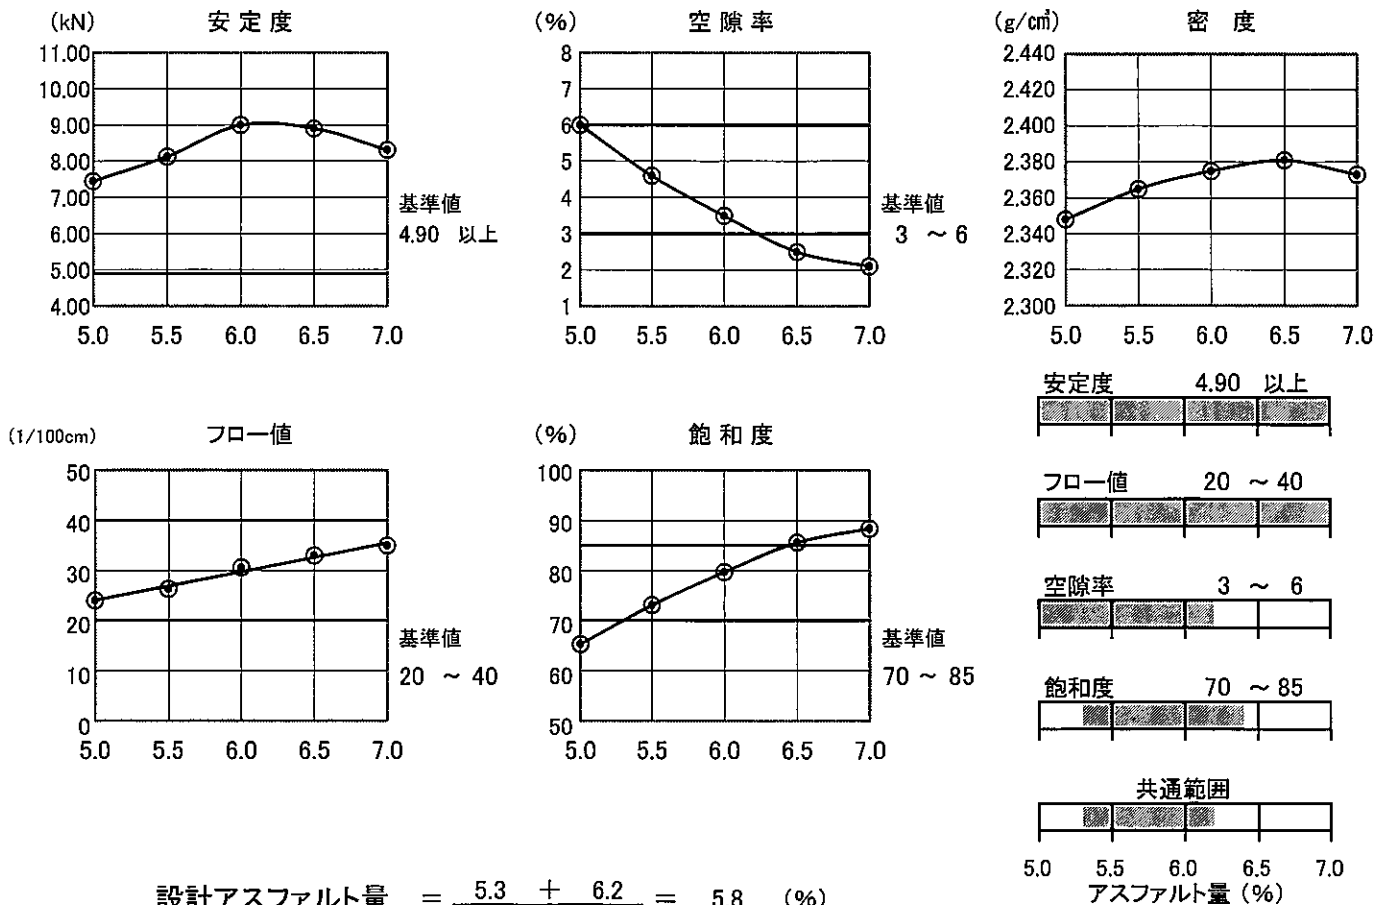 (kN) 安定度
11.00
10.00
9.00
8.00
7.00
6.00
5.00
4.00
5.0 5.5 6.0 6.5 7.0
基準値
4.90 以上
(%) 空隙率
8
7
6
5
4
3
2
1
5.0 5.5 6.0 6.5 7.0
基準値
3 ～ 6
(g/cm³) 密 度
2.440
2.420
2.400
2.380
2.360
2.340
2.320
2.300
5.0 5.5 6.0 6.5 7.0
(1/100cm) フロー値
50
40
30
20
10
0
5.0 5.5 6.0 6.5 7.0
基準値
20 ～ 40
(%) 飽和度
100
90
80
70
60
50
5.0 5.5 6.0 6.5 7.0
基準値
70 ～ 85
安定度 4.90 以上
フロー値 20 ～ 40
空隙率 3 ～ 6
飽和度 70 ～ 85
共通範囲
5.0 5.5 6.0 6.5 7.0
アスファルト量 (%)
設計アスファルト量 = 5.3 + 6.2 = 5.8 (%)